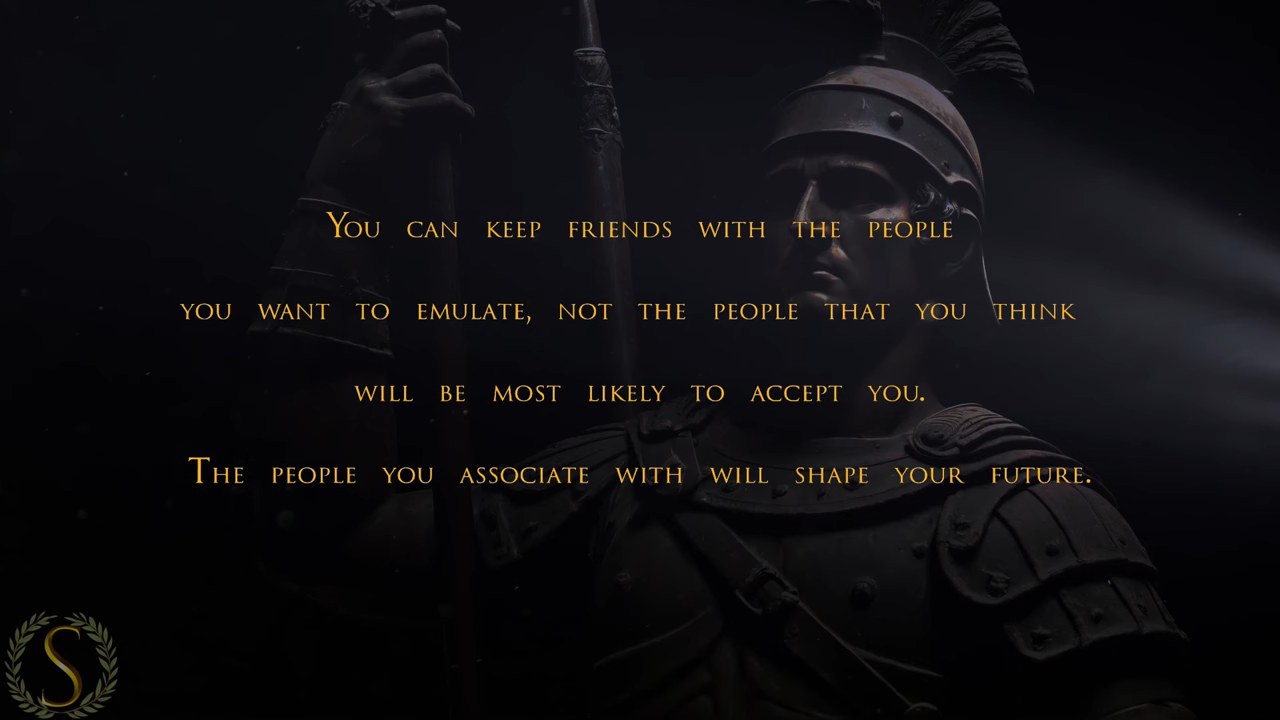 You can keep friends with the people
you want to emulate, not the people that you think
will be most likely to accept you.
The people you associate with will shape your future.
S